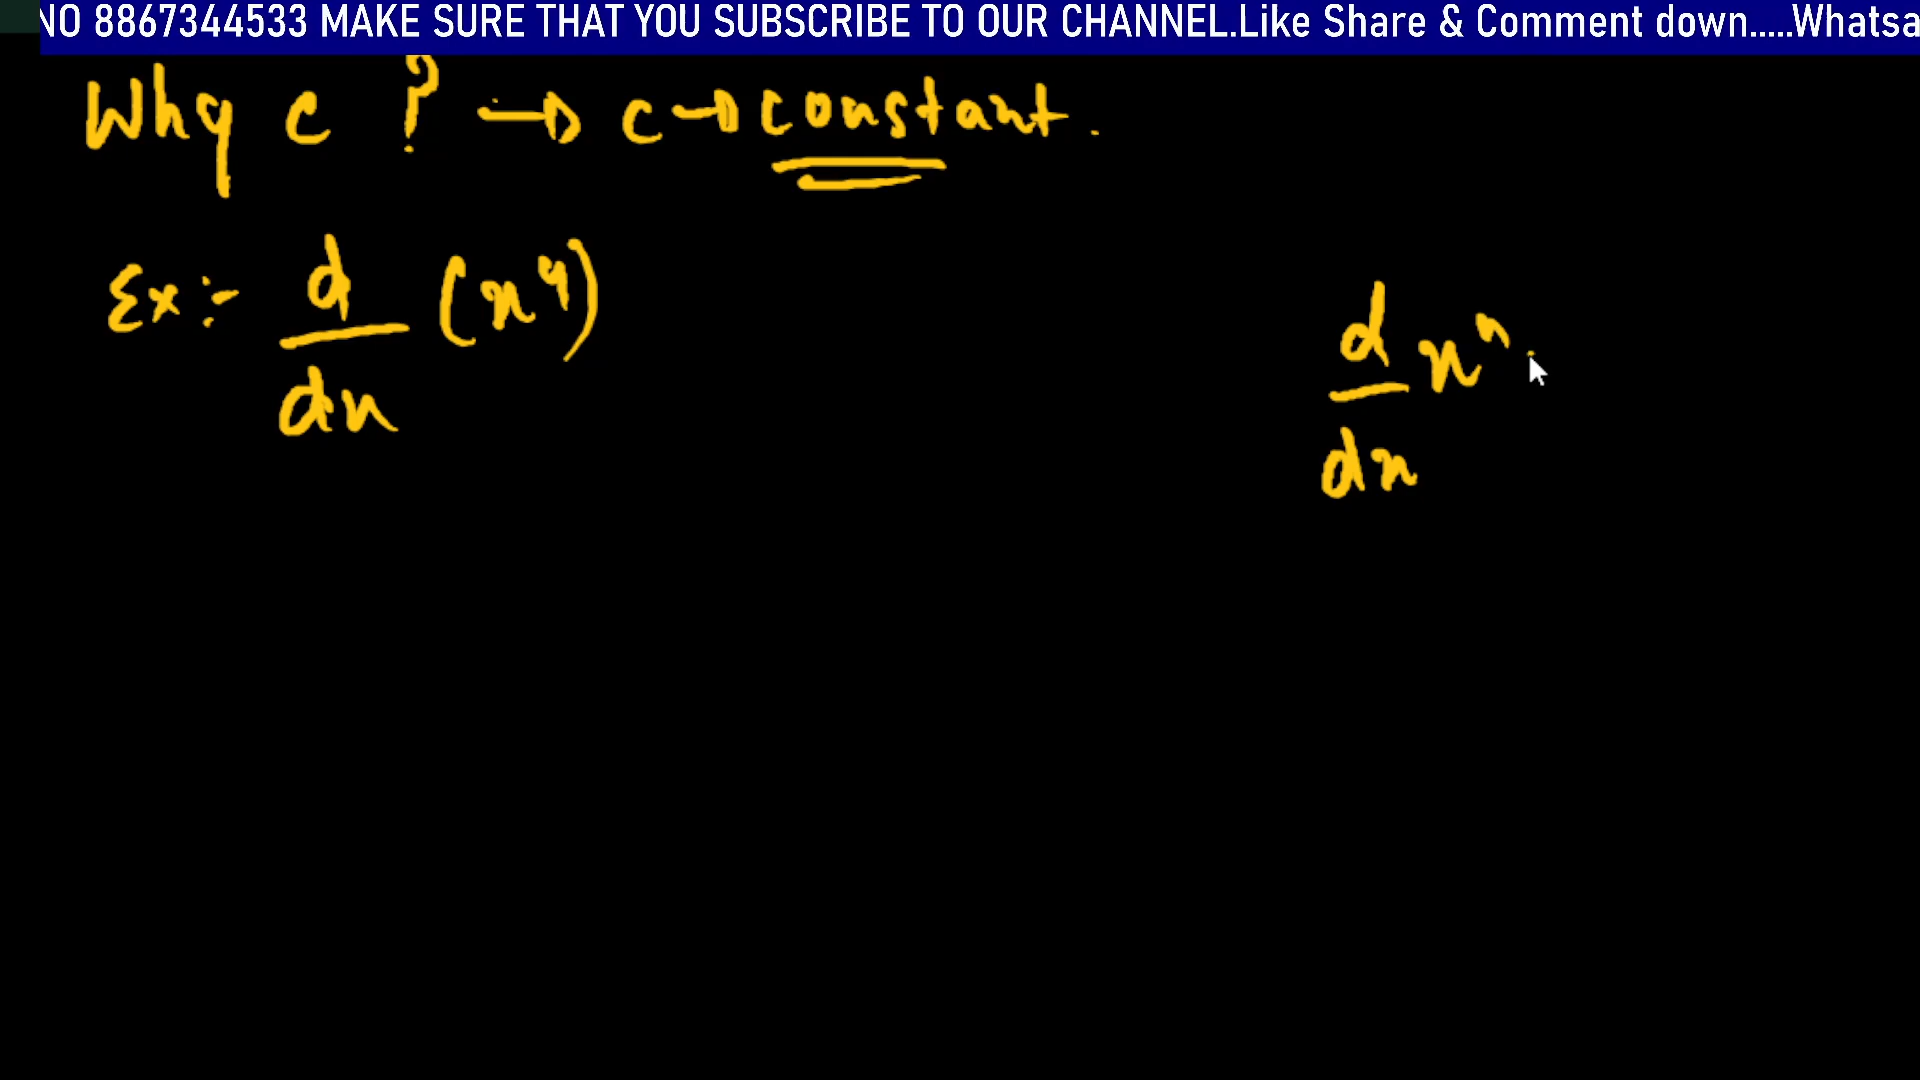 NO 8867344533 MAKE SURE THAT YOU SUBSCRIBE TO OUR CHANNEL.Like Share & Comment down.....Whatsa
Why c ? → c → constant.
Ex :- d/dx (x⁴)
d/dx xⁿ